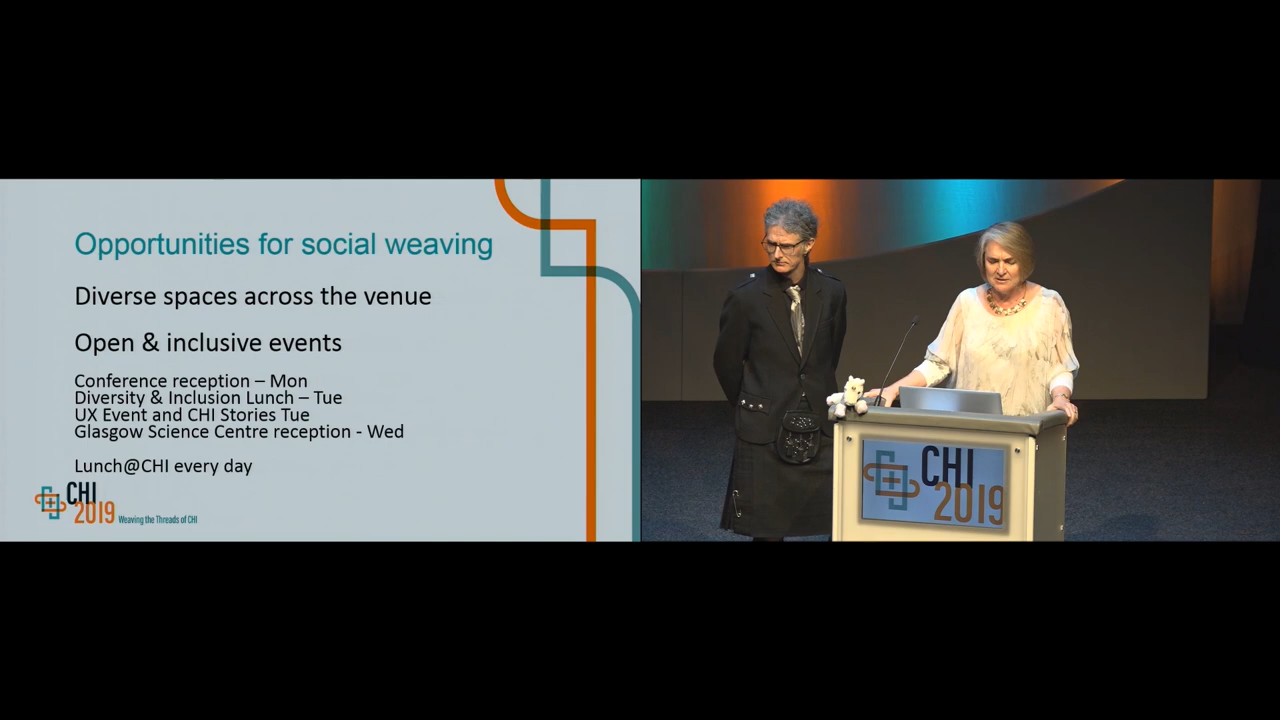 Opportunities for social weaving
Diverse spaces across the venue
Open & inclusive events
Conference reception – Mon
Diversity & Inclusion Lunch – Tue
UX Event and CHI Stories Tue
Glasgow Science Centre reception - Wed
Lunch@CHI every day
CHI
2019 Weaving the Threads of CHI
CHI
2019